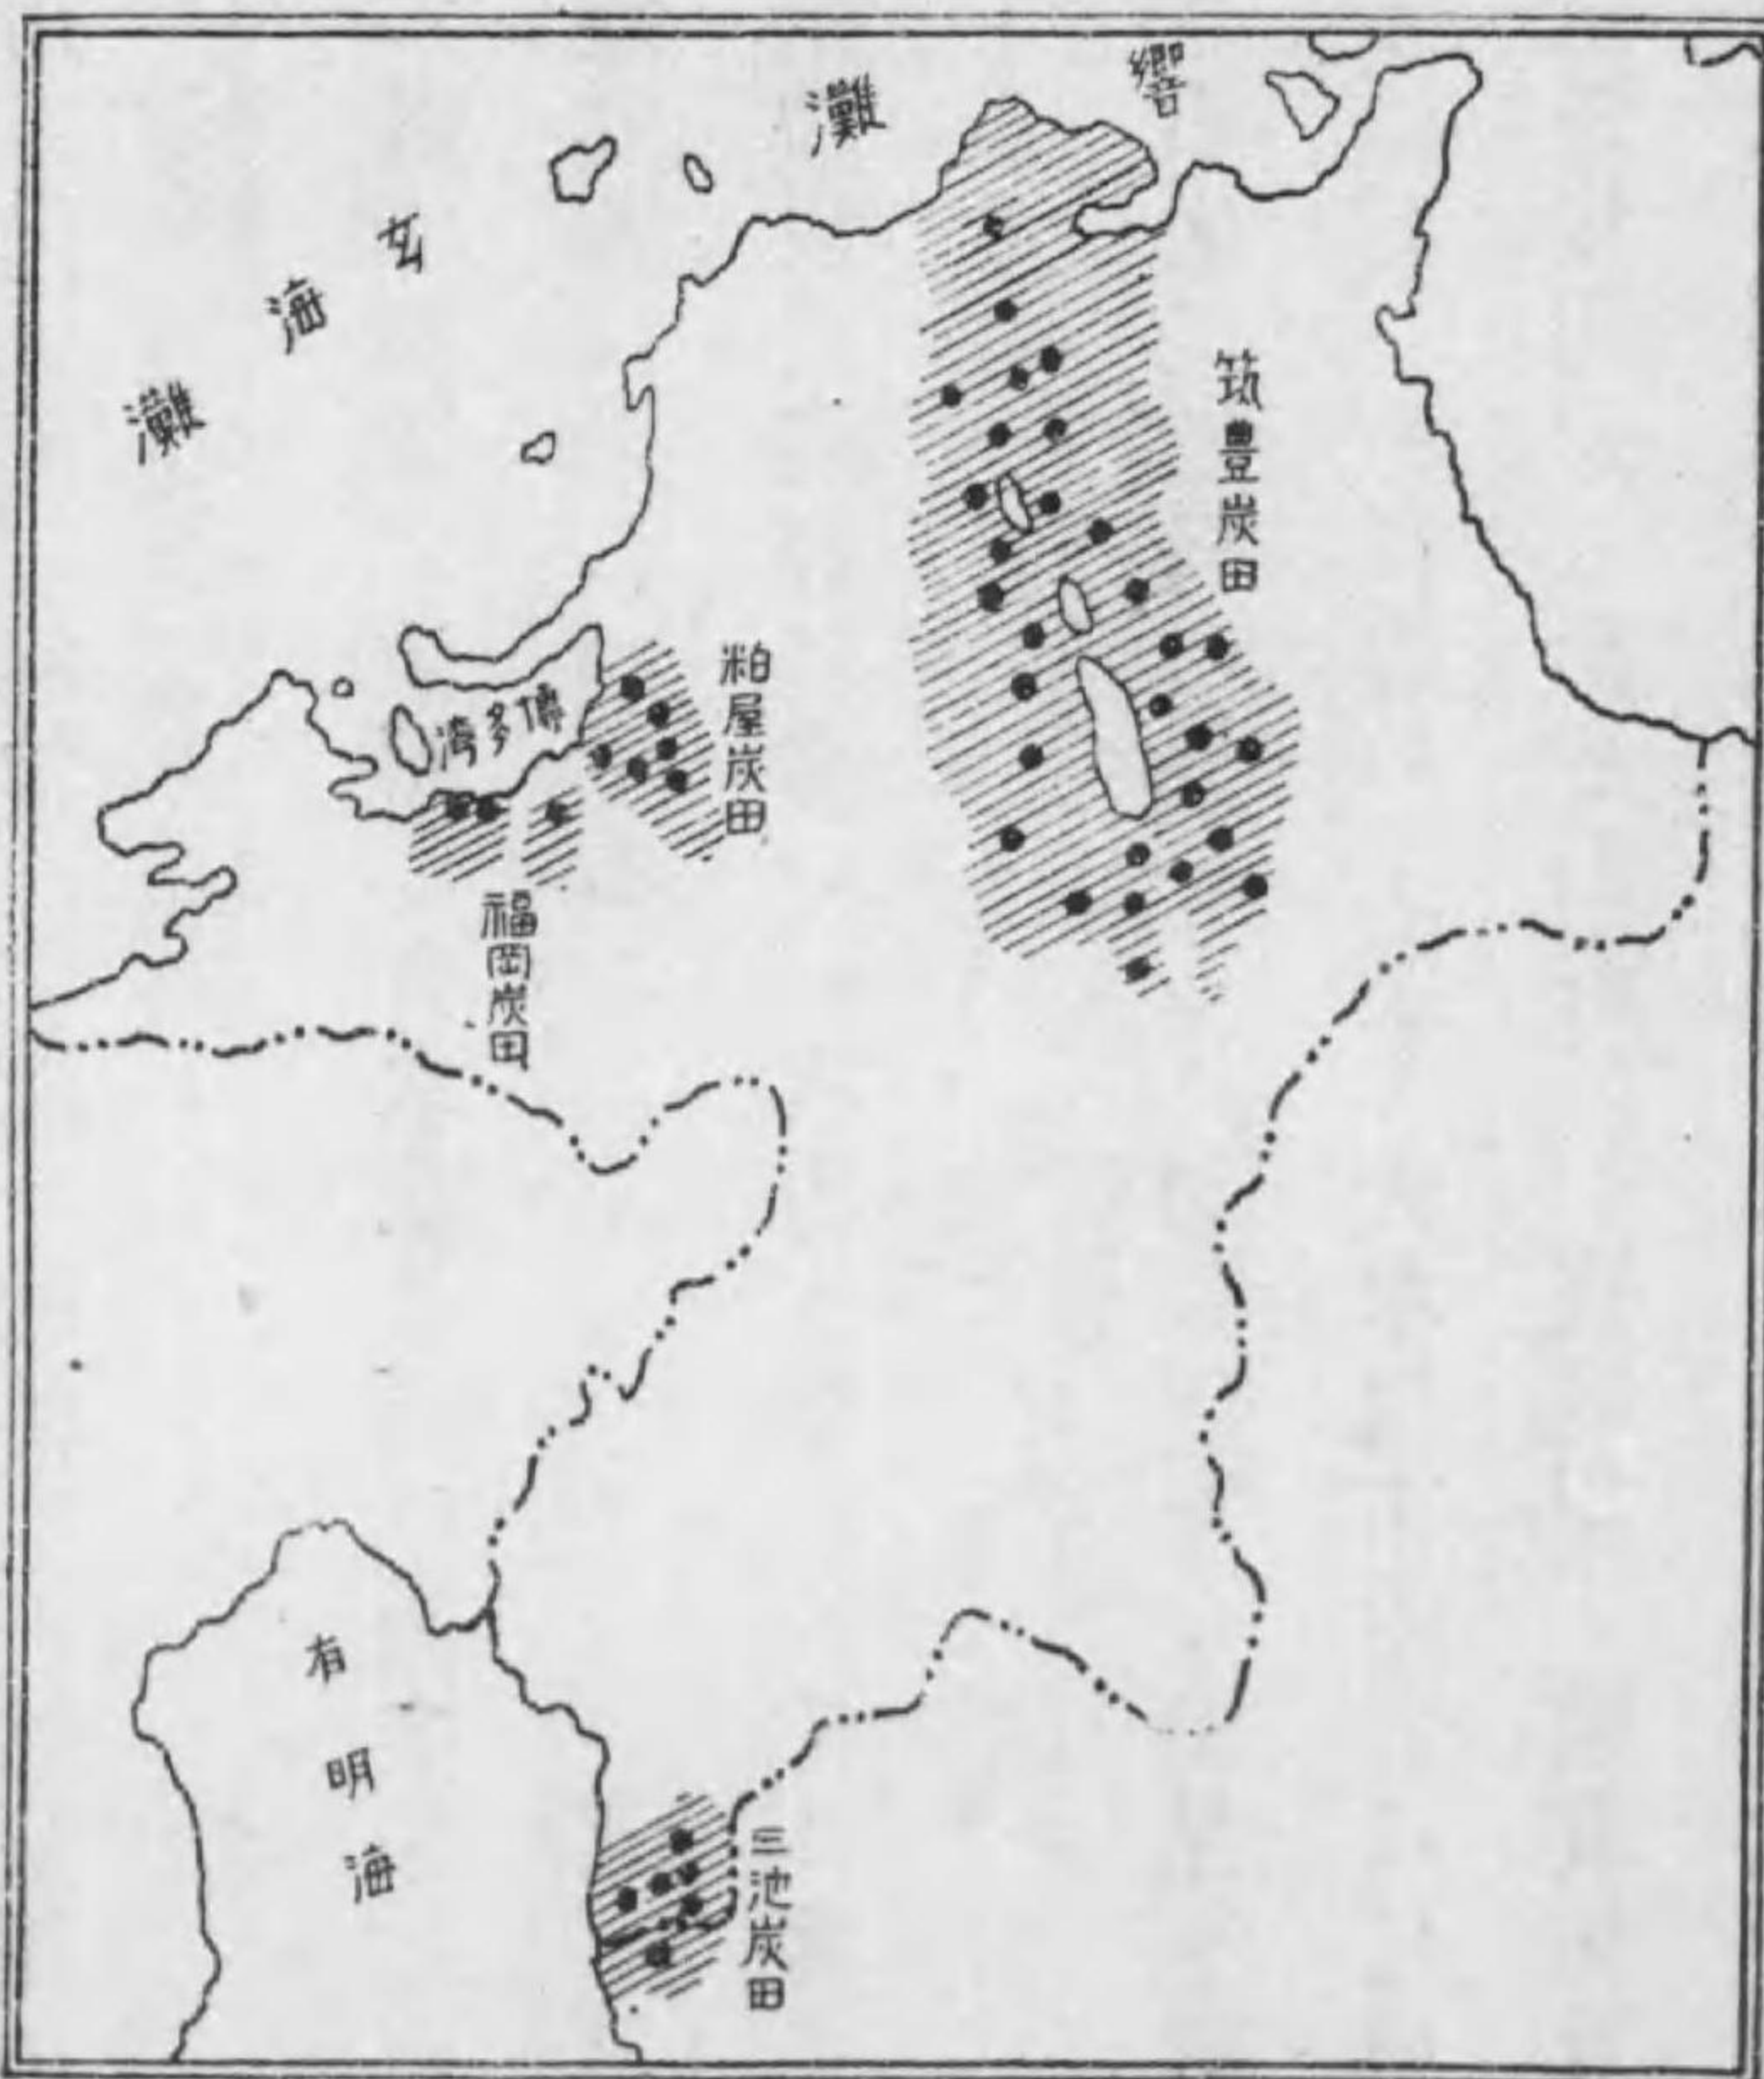 響灘
玄海灘
筑豊炭田
粕屋炭田
博多湾
福岡炭田
有明海
三池炭田